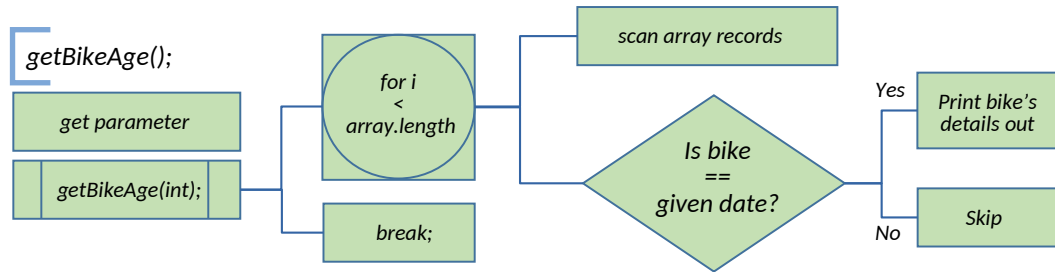 getBikeAge();
get parameter
getBikeAge(int);
for i
<
array.length
break;
scan array records
Is bike
==
given date?
Yes
Print bike's
details out
No
Skip